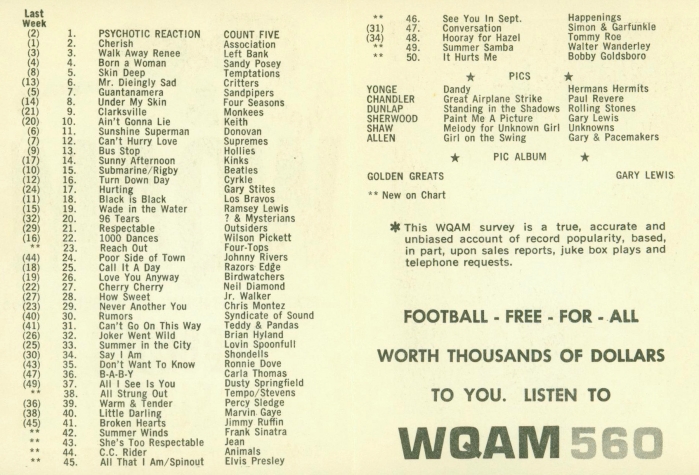 Last
Week
(2) 1. PSYCHOTIC REACTION COUNT FIVE
(1) 2. Cherish Association
(3) 3. Walk Away Renee Left Bank
(4) 4. Born a Woman Sandy Posey
(8) 5. Skin Deep Temptations
(13) 6. Mr. Dieingly Sad Critters
(5) 7. Guantanamera Sandpipers
(14) 8. Under My Skin Four Seasons
(21) 9. Clarksville Monkees
(20) 10. Ain't Gonna Lie Keith
(6) 11. Sunshine Superman Donovan
(7) 12. Can't Hurry Love Supremes
(9) 13. Bus Stop Hollies
(17) 14. Sunny Afternoon Kinks
(10) 15. Submarine/Rigby Beatles
(12) 16. Turn Down Day Cyrkle
(24) 17. Hurting Gary Stites
(11) 18. Black is Black Los Bravos
(15) 19. Wade in the Water Ramsey Lewis
(32) 20. 96 Tears ? & Mysterians
(29) 21. Respectable Outsiders
(16) 22. 1000 Dances Wilson Pickett
** 23. Reach Out Four-Tops
(44) 24. Poor Side of Town Johnny Rivers
(18) 25. Call It A Day Razors Edge
(19) 26. Love You Anyway Birdwatchers
(22) 27. Cherry Cherry Neil Diamond
(27) 28. How Sweet Jr. Walker
(23) 29. Never Another You Chris Montez
(40) 30. Rumors Syndicate of Sound
(41) 31. Can't Go On This Way Teddy & Pandas
(26) 32. Joker Went Wild Brian Hyland
(25) 33. Summer in the City Lovin Spoonfull
(30) 34. Say I Am Shondells
(43) 35. Don't Want To Know Ronnie Dove
(47) 36. B-A-B-Y Carla Thomas
(49) 37. All I See Is You Dusty Springfield
** 38. All Strung Out Tempo/Stevens
(36) 39. Warm & Tender Percy Sledge
(38) 40. Little Darling Marvin Gaye
(45) 41. Broken Hearts Jimmy Ruffin
** 42. Summer Winds Frank Sinatra
** 43. She's Too Respectable Jean
** 44. C.C. Rider Animals
** 45. All That I Am/Spinout Elvis Presley
** 46. See You In Sept. Happenings
(31) 47. Conversation Simon & Garfunkle
(34) 48. Hooray for Hazel Tommy Roe
** 49. Summer Samba Walter Wanderley
** 50. It Hurts Me Bobby Goldsboro
★ PICS ★
YONGE Dandy Hermans Hermits
CHANDLER Great Airplane Strike Paul Revere
DUNLAP Standing in the Shadows Rolling Stones
SHERWOOD Paint Me A Picture Gary Lewis
SHAW Melody for Unknown Girl Unknowns
ALLEN Girl on the Swing Gary & Pacemakers
★ PIC ALBUM ★
GOLDEN GREATS GARY LEWIS
** New on Chart
* This WQAM survey is a true, accurate and
unbiased account of record popularity, based,
in part, upon sales reports, juke box plays and
telephone requests.
FOOTBALL - FREE - FOR - ALL
WORTH THOUSANDS OF DOLLARS
TO YOU. LISTEN TO
WQAM 560